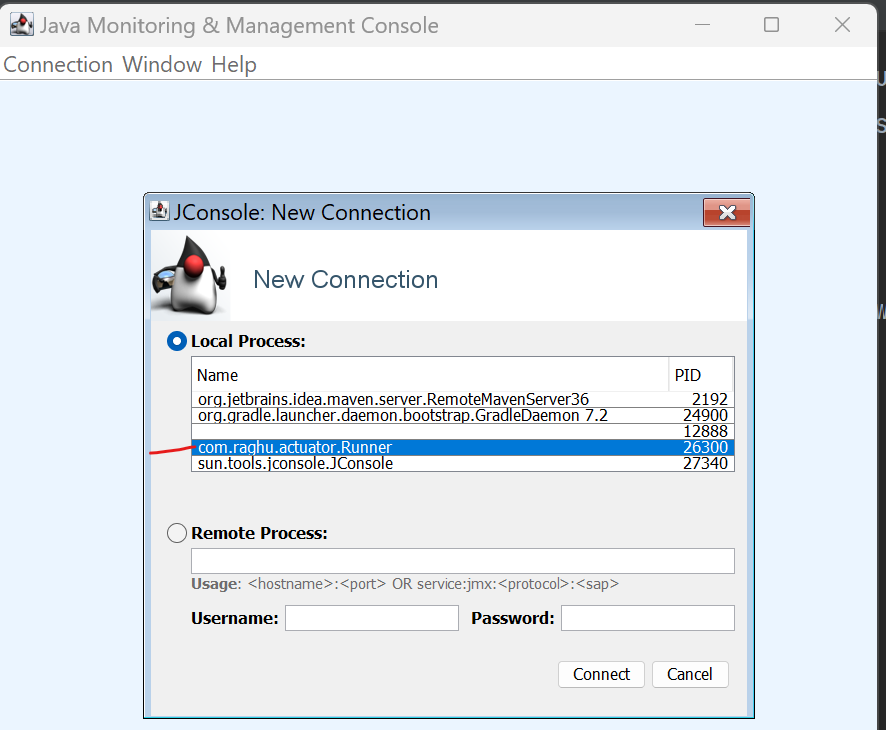 Java Monitoring & Management Console
Connection Window Help
JConsole: New Connection
New Connection
Local Process:
Name PID
org.jetbrains.idea.maven.server.RemoteMavenServer36 2192
org.gradle.launcher.daemon.bootstrap.GradleDaemon 7.2 24900
12888
com.raghu.actuator.Runner 26300
sun.tools.jconsole.JConsole 27340
Remote Process:
Usage: <hostname>:<port> OR service:jmx:<protocol>:<sap>
Username: Password:
Connect Cancel